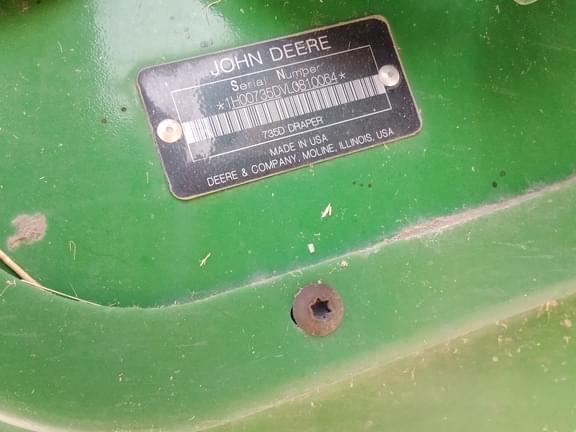 JOHN DEERE
Serial Number
*1H00735DVL0810064*
735D DRAPER
MADE IN USA
DEERE & COMPANY, MOLINE, ILLINOIS, USA